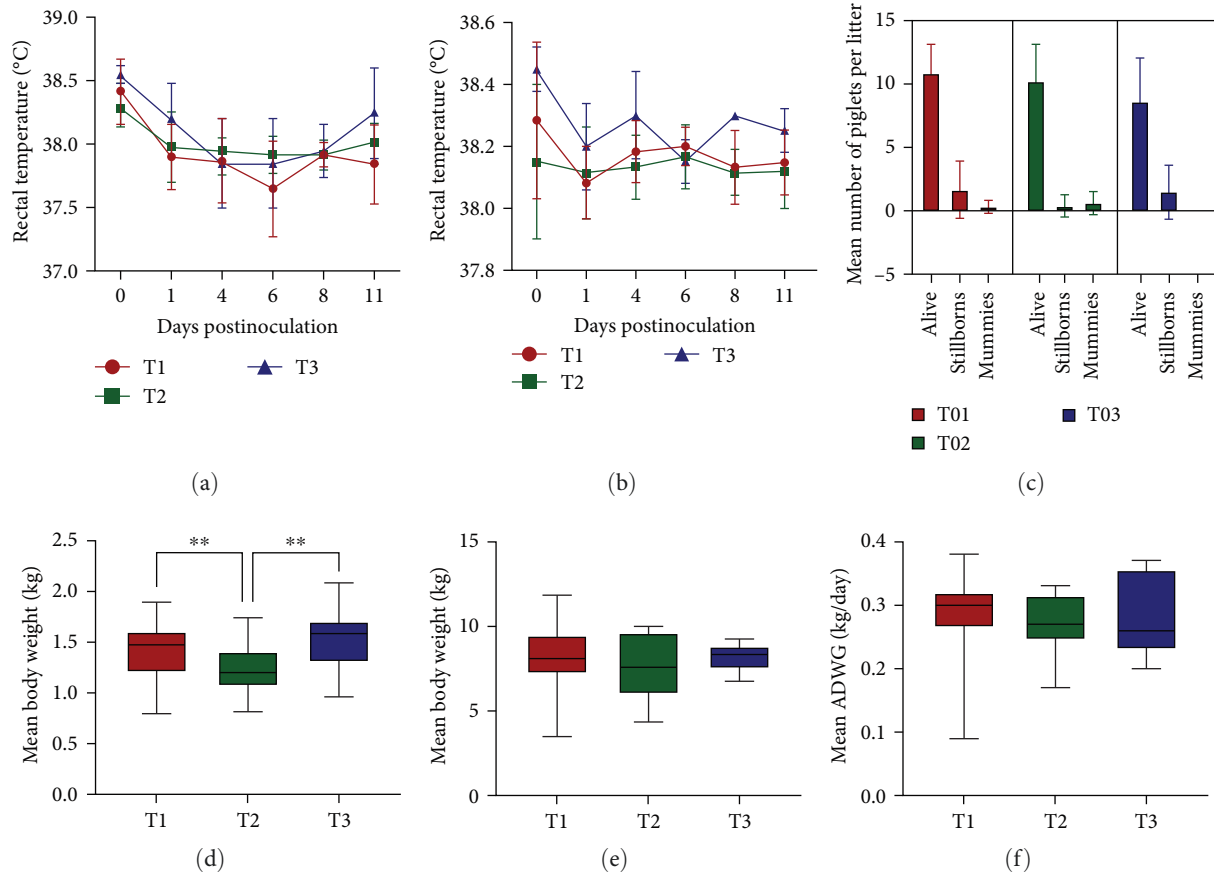 39.0
38.5
38.0
37.5
37.0
Rectal temperature (°C)
0 1 4 6 8 11
Days postinoculation
T1 T3
T2
(a)
38.6
38.4
38.2
38.0
37.8
Rectal temperature (°C)
0 1 4 6 8 11
Days postinoculation
T1 T3
T2
(b)
15
10
5
0
−5
Mean number of piglets per litter
Alive
Stillborns
Mummies
Alive
Stillborns
Mummies
Alive
Stillborns
Mummies
T01 T03
T02
(c)
2.5
2.0
1.5
1.0
0.5
0.0
Mean body weight (kg)
** **
T1 T2 T3
(d)
15
10
5
0
Mean body weight (kg)
T1 T2 T3
(e)
0.4
0.3
0.2
0.1
0.0
Mean ADWG (kg/day)
T1 T2 T3
(f)